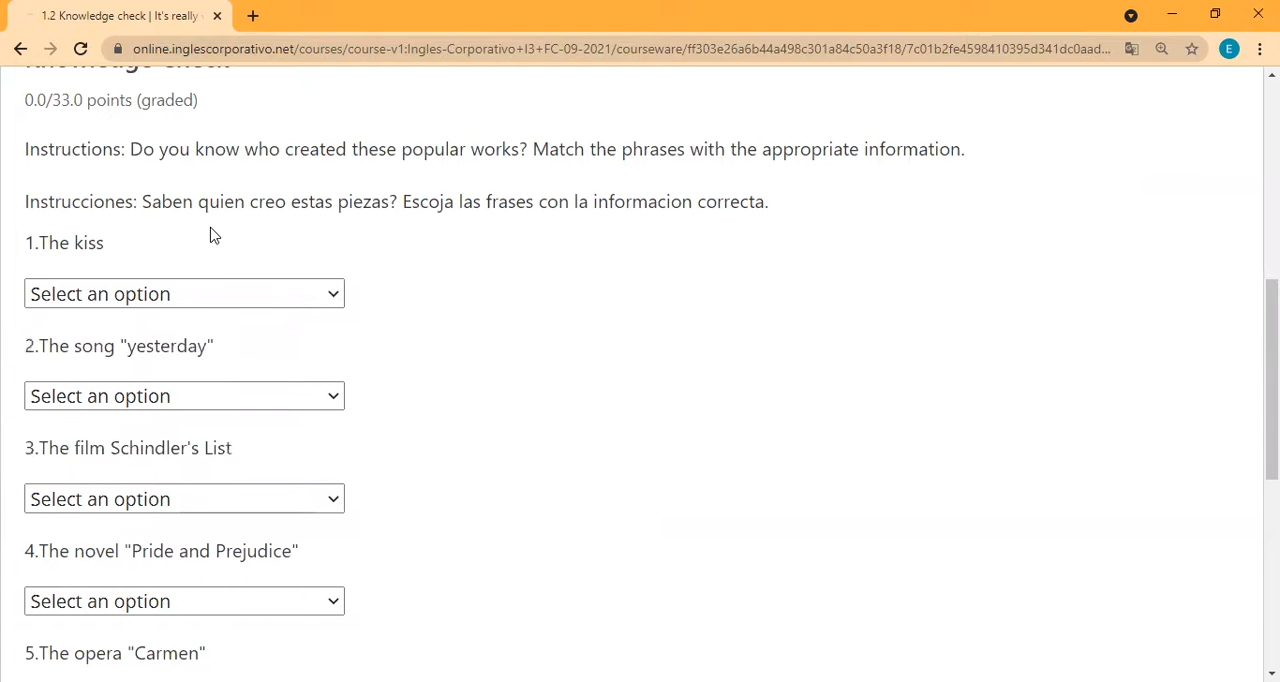 1.2 Knowledge check | It's really
online.inglescorporativo.net/courses/course-v1:Ingles-Corporativo+I3+FC-09-2021/courseware/ff303e26a6b44a498c301a84c50a3f18/7c01b2fe4598410395d341dc0aad...
E
0.0/33.0 points (graded)
Instructions: Do you know who created these popular works? Match the phrases with the appropriate information.
Instrucciones: Saben quien creo estas piezas? Escoja las frases con la informacion correcta.
1.The kiss
Select an option
2.The song "yesterday"
Select an option
3.The film Schindler's List
Select an option
4.The novel "Pride and Prejudice"
Select an option
5.The opera "Carmen"